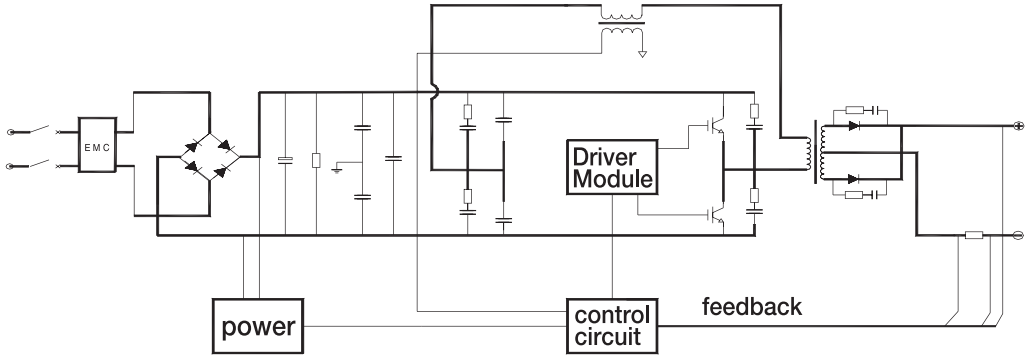 EMC
Driver
Module
power
control
circuit
feedback